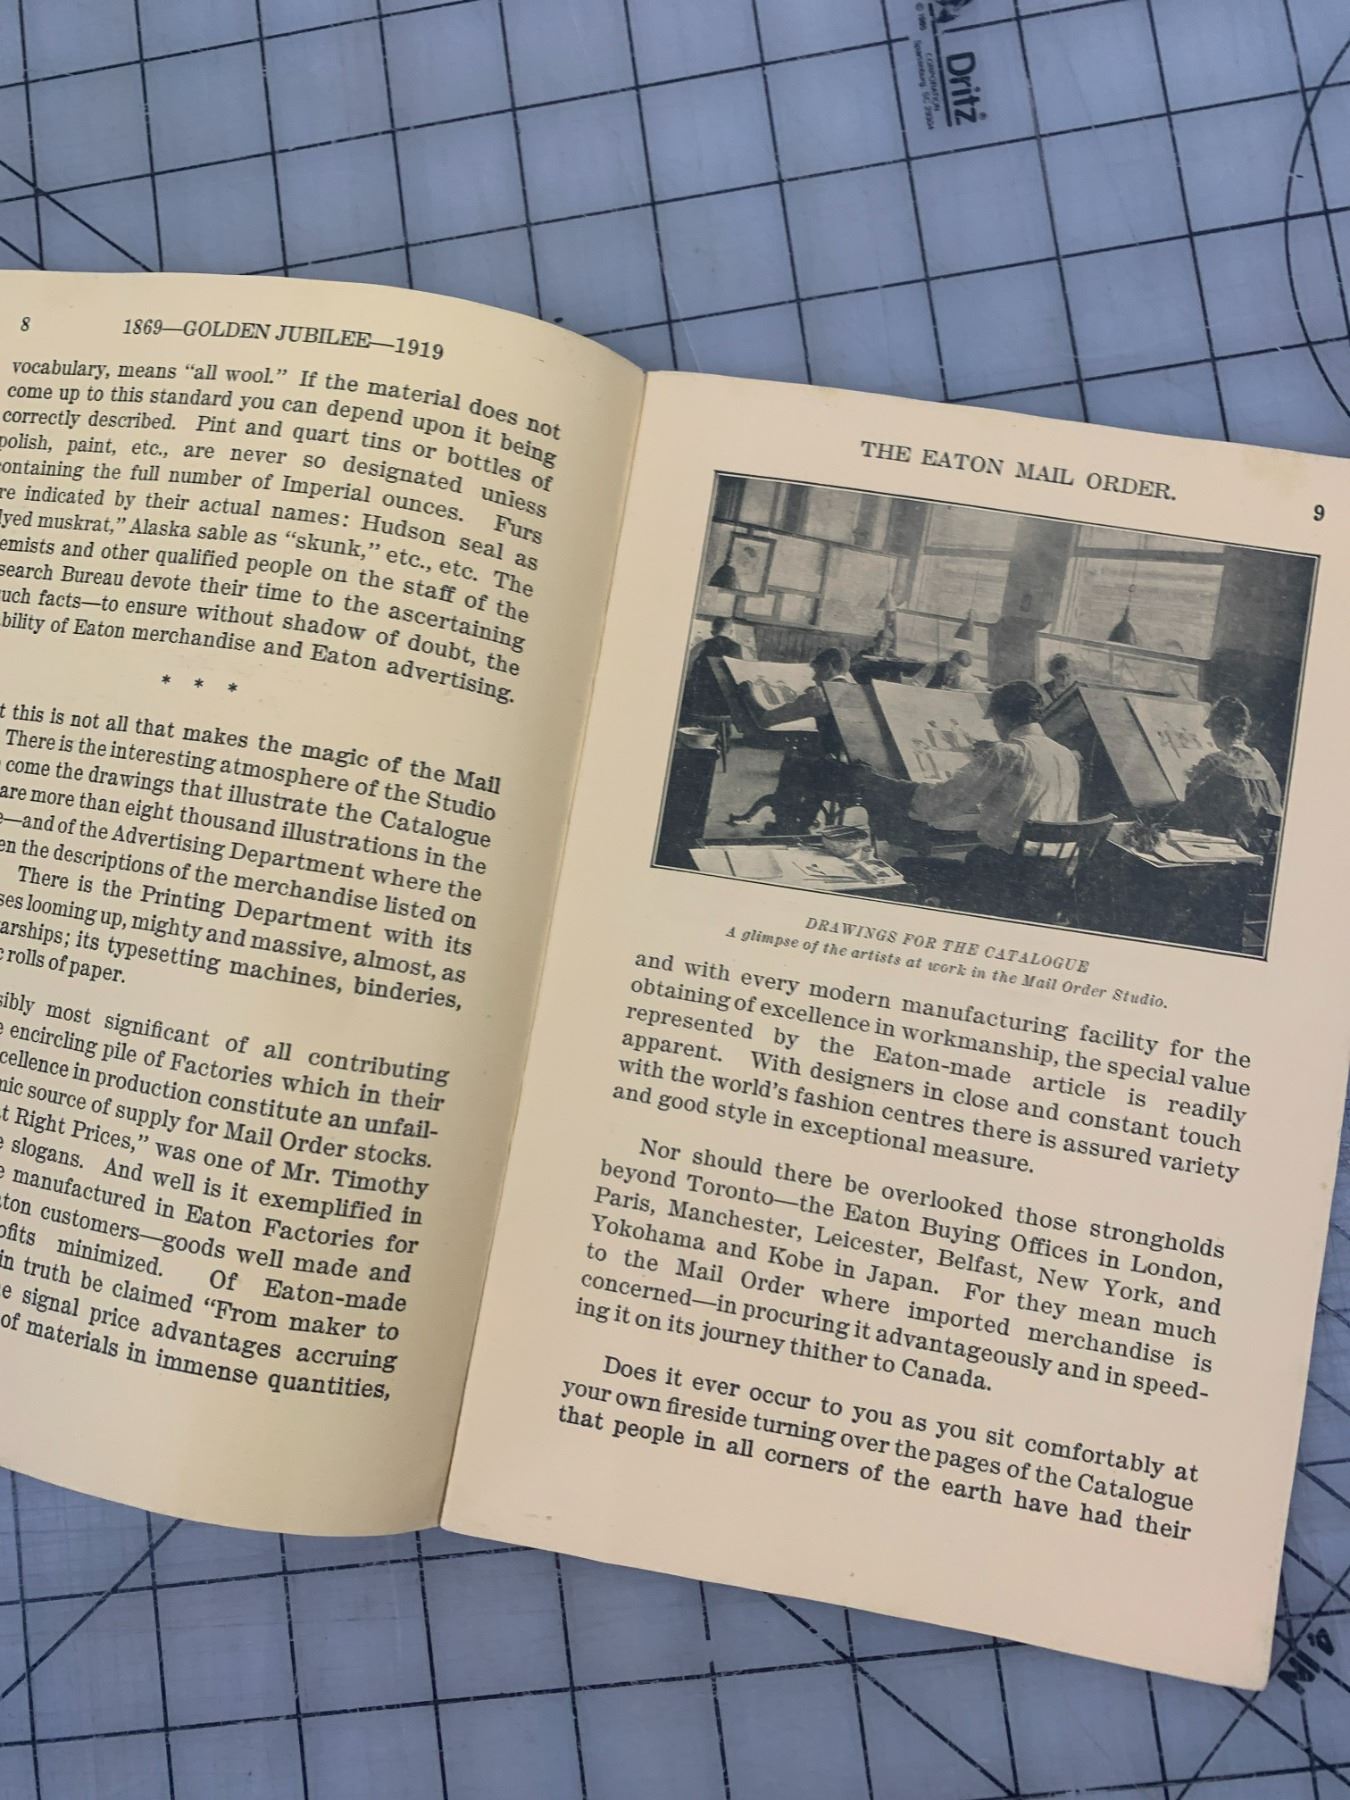 Dritz®
© 1995
CORPORATION
Spartanburg, SC 29304
8
1869—GOLDEN JUBILEE—1919
vocabulary, means “all wool.” If the material does not
come up to this standard you can depend upon it being
correctly described. Pint and quart tins or bottles of
polish, paint, etc., are never so designated unless
containing the full number of Imperial ounces. Furs
re indicated by their actual names: Hudson seal as
dyed muskrat,” Alaska sable as “skunk,” etc., etc. The
emists and other qualified people on the staff of the
search Bureau devote their time to the ascertaining
uch facts—to ensure without shadow of doubt, the
bility of Eaton merchandise and Eaton advertising.
* * *
t this is not all that makes the magic of the Mail
There is the interesting atmosphere of the Studio
come the drawings that illustrate the Catalogue
are more than eight thousand illustrations in the
e—and of the Advertising Department where the
en the descriptions of the merchandise listed on
There is the Printing Department with its
ses looming up, mighty and massive, almost, as
arships; its typesetting machines, binderies,
c rolls of paper.
sibly most significant of all contributing
e encircling pile of Factories which in their
cellence in production constitute an unfail-
mic source of supply for Mail Order stocks.
t Right Prices,” was one of Mr. Timothy
e slogans. And well is it exemplified in
e manufactured in Eaton Factories for
ton customers—goods well made and
ofits minimized. Of Eaton-made
in truth be claimed “From maker to
e signal price advantages accruing
of materials in immense quantities,
THE EATON MAIL ORDER.
9
DRAWINGS FOR THE CATALOGUE
A glimpse of the artists at work in the Mail Order Studio.
and with every modern manufacturing facility for the
obtaining of excellence in workmanship, the special value
represented by the Eaton-made article is readily
apparent. With designers in close and constant touch
with the world’s fashion centres there is assured variety
and good style in exceptional measure.
Nor should there be overlooked those strongholds
beyond Toronto—the Eaton Buying Offices in London,
Paris, Manchester, Leicester, Belfast, New York, and
Yokohama and Kobe in Japan. For they mean much
to the Mail Order where imported merchandise is
concerned—in procuring it advantageously and in speed-
ing it on its journey thither to Canada.
Does it ever occur to you as you sit comfortably at
your own fireside turning over the pages of the Catalogue
that people in all corners of the earth have had their